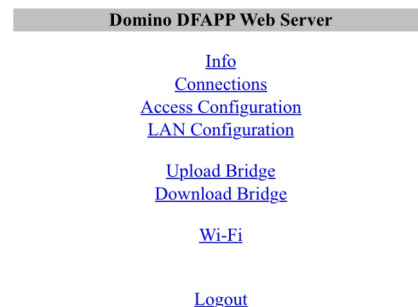 Domino DFAPP Web Server
Info
Connections
Access Configuration
LAN Configuration
Upload Bridge
Download Bridge
Wi-Fi
Logout